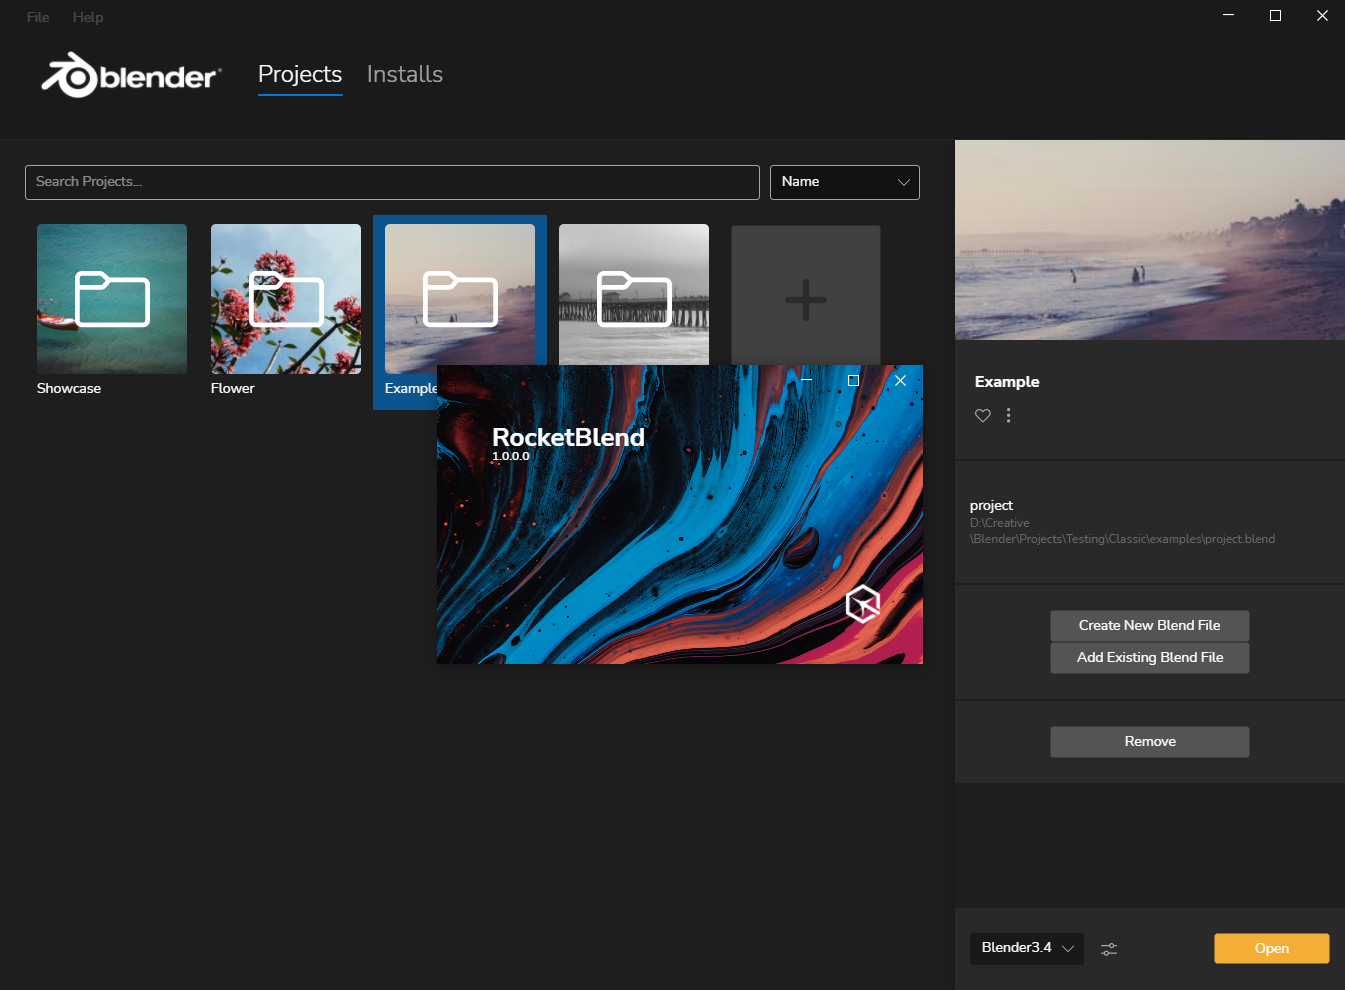 File Help
blender
Projects Installs
Search Projects...
Name
Showcase
Flower
Example
RocketBlend
1.0.0.0
Example
project
D:\Creative
\Blender\Projects\Testing\Classic\examples\project.blend
Create New Blend File
Add Existing Blend File
Remove
Blender3.4
Open